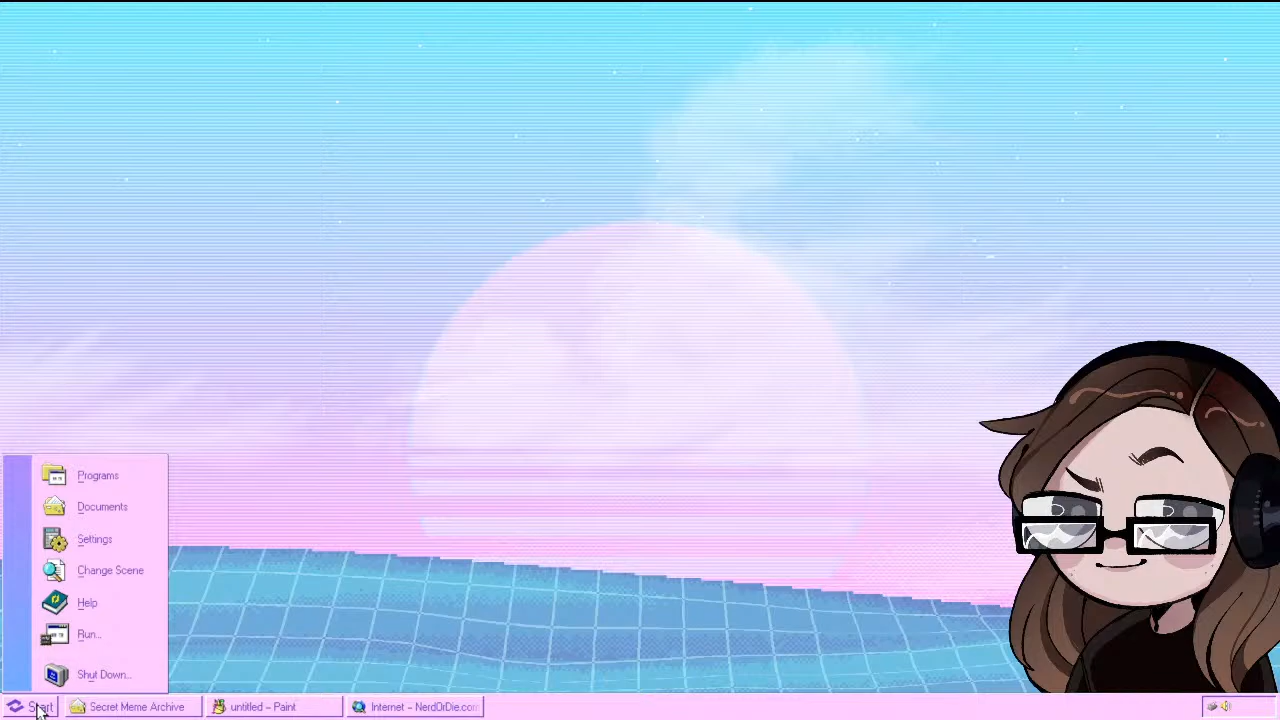 Programs
Documents
Settings
Change Scene
Help
Run...
Shut Down...
Start
Secret Meme Archive
untitled - Paint
Internet - NerdOrDie.com